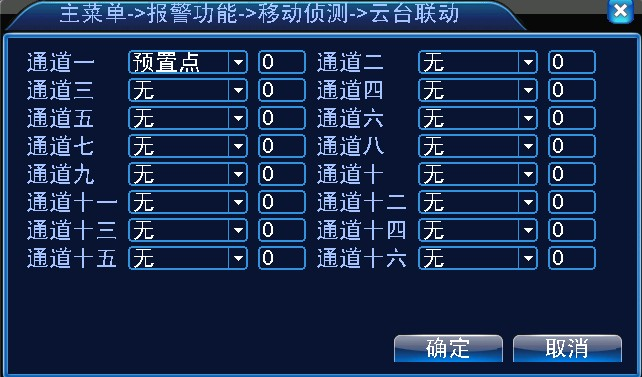 主菜单->报警功能->移动侦测->云台联动
通道一 预置点 0 通道二 无 0
通道三 无 0 通道四 无 0
通道五 无 0 通道六 无 0
通道七 无 0 通道八 无 0
通道九 无 0 通道十 无 0
通道十一 无 0 通道十二 无 0
通道十三 无 0 通道十四 无 0
通道十五 无 0 通道十六 无 0
确定 取消